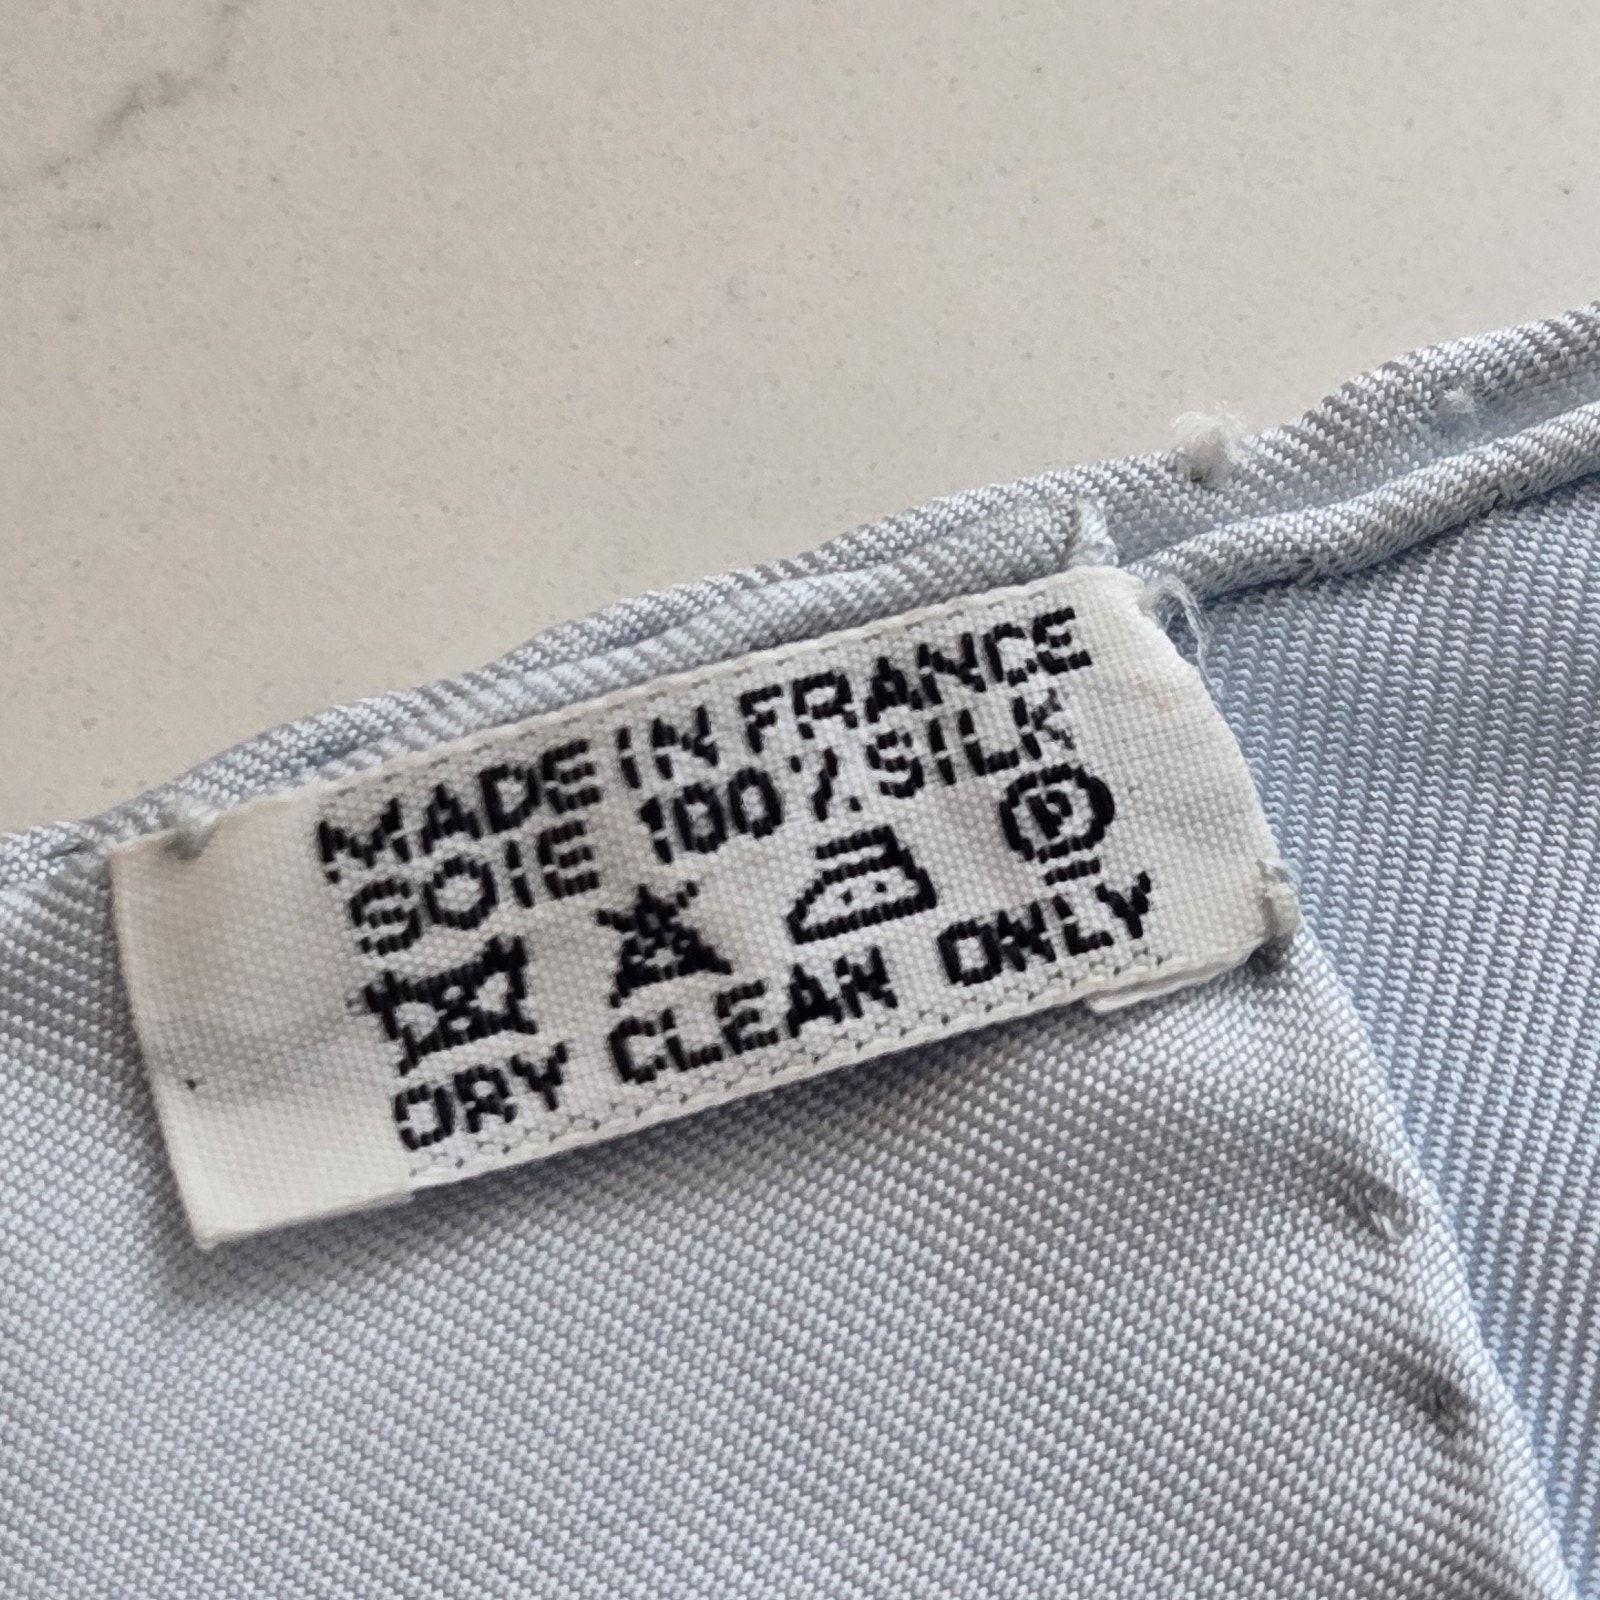 MADE IN FRANCE
SOIE 100% SILK
P
DRY CLEAN ONLY